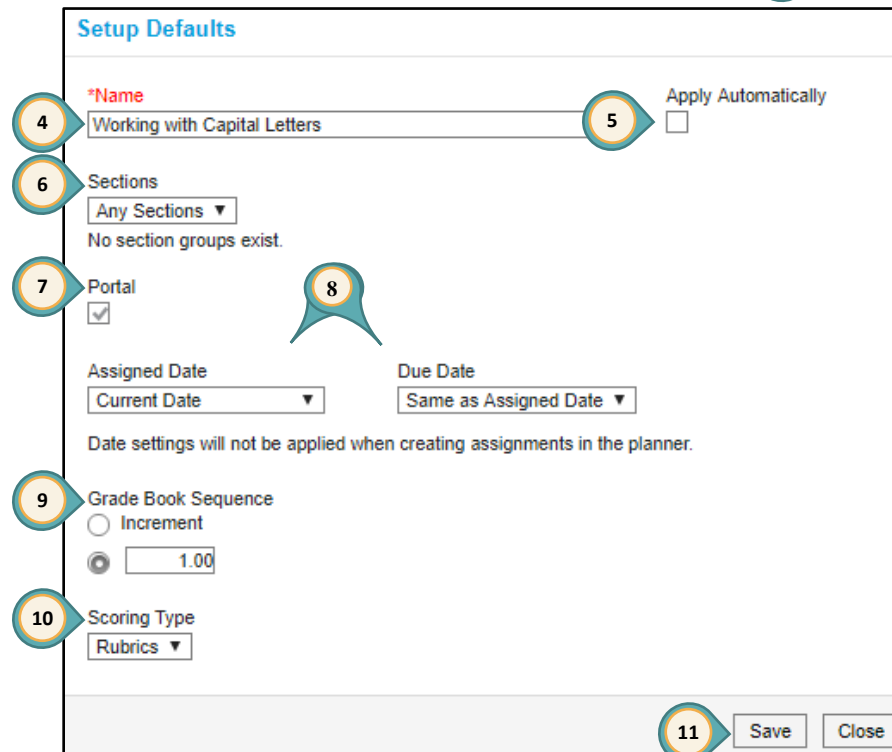 Setup Defaults
*Name
Apply Automatically
4
Working with Capital Letters
5
6
Sections
Any Sections ▼
No section groups exist.
7
Portal
8
Assigned Date
Due Date
Current Date ▼
Same as Assigned Date ▼
Date settings will not be applied when creating assignments in the planner.
9
Grade Book Sequence
Increment
1.00
10
Scoring Type
Rubrics ▼
11
Save
Close